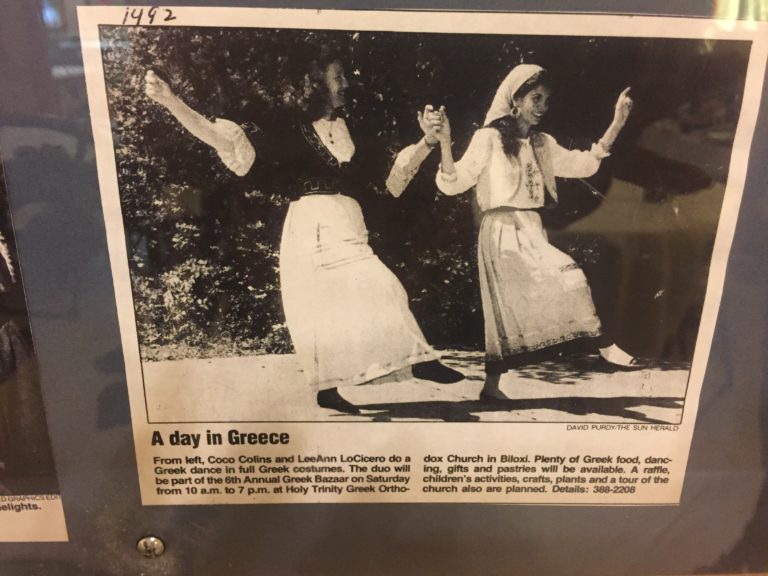 1992
DAVID PURDY/THE SUN HERALD
A day in Greece
From left, Coco Colins and LeeAnn LoCicero do a
Greek dance in full Greek costumes. The duo will
be part of the 6th Annual Greek Bazaar on Saturday
from 10 a.m. to 7 p.m. at Holy Trinity Greek Ortho-
dox Church in Biloxi. Plenty of Greek food, danc-
ing, gifts and pastries will be available. A raffle,
children's activities, crafts, plants and a tour of the
church also are planned. Details: 388-2208
D GRAPHICS EDI
elights.